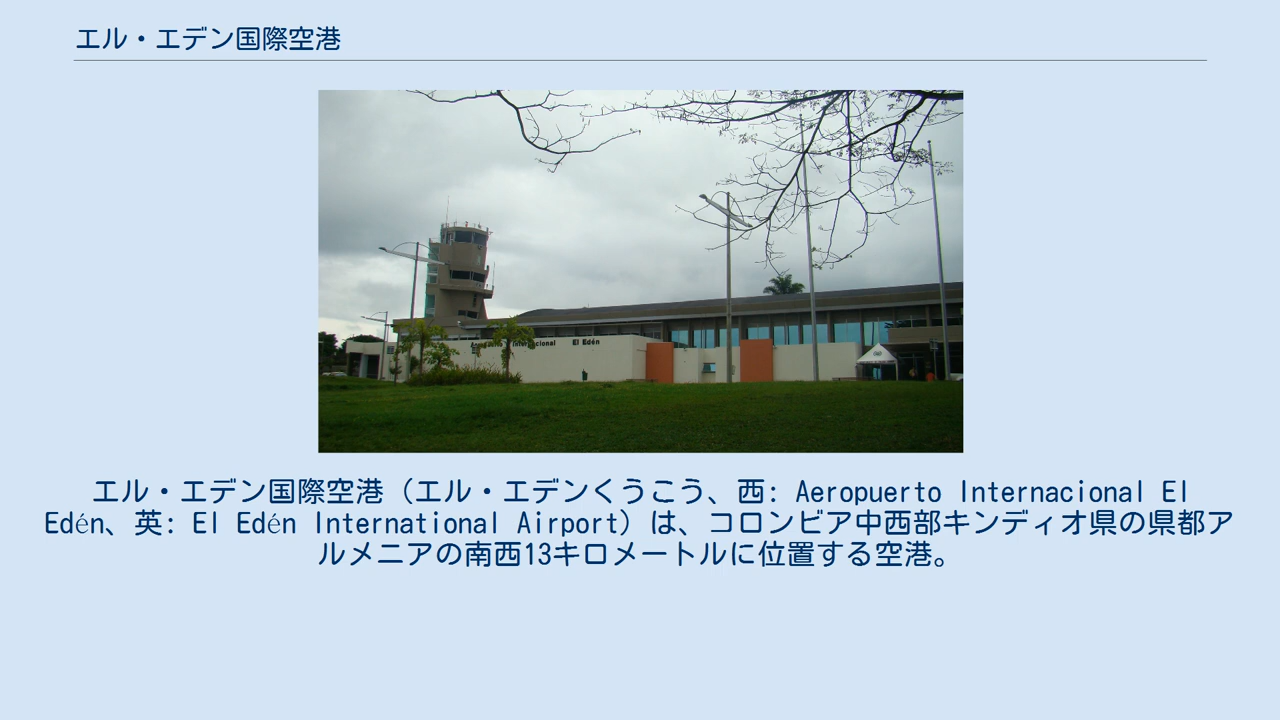 エル・エデン国際空港
Aeropuerto Internacional El Edén
エル・エデン国際空港（エル・エデンくうこう、西: Aeropuerto Internacional El
Edén、英: El Edén International Airport）は、コロンビア中西部キンディオ県の県都ア
ルメニアの南西13キロメートルに位置する空港。